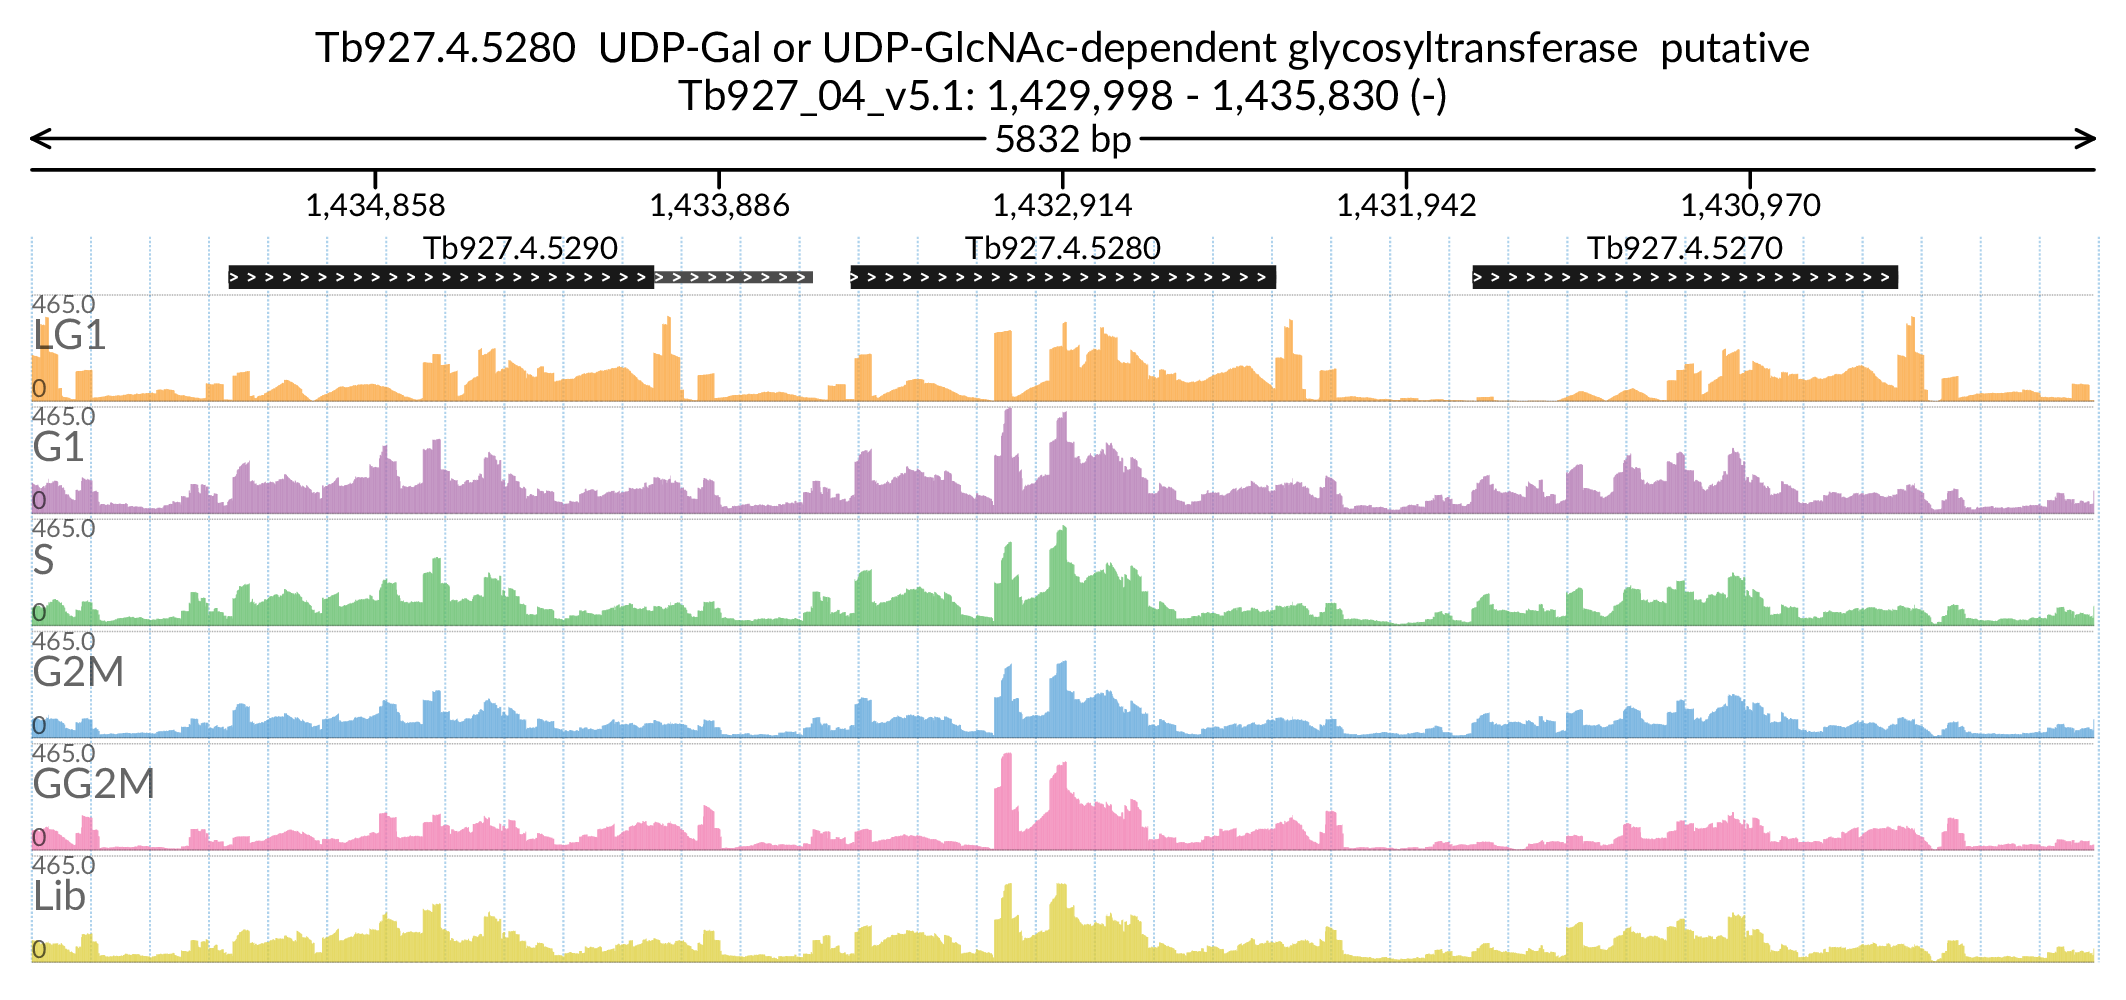 Tb927.4.5280  UDP-Gal or UDP-GlcNAc-dependent glycosyltransferase  putative
Tb927_04_v5.1: 1,429,998 - 1,435,830 (-)
5832 bp
1,434,858 1,433,886 1,432,914 1,431,942 1,430,970
Tb927.4.5290 Tb927.4.5280 Tb927.4.5270
465.0
LG1
0
465.0
G1
0
465.0
S
0
465.0
G2M
0
465.0
GG2M
0
465.0
Lib
0